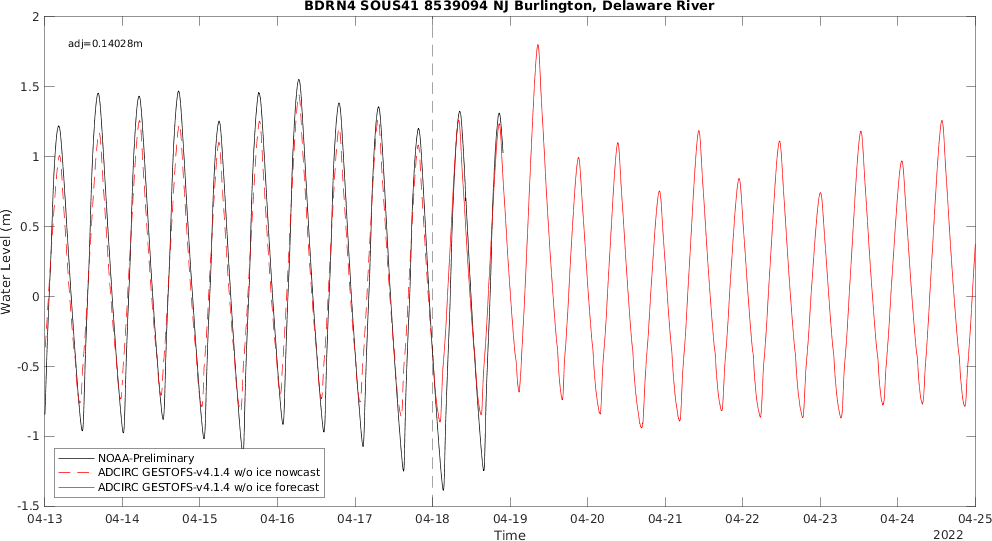 BDRN4 SOUS41 8539094 NJ Burlington, Delaware River
adj=0.14028m
Water Level (m)
2
1.5
1
0.5
0
-0.5
-1
-1.5
NOAA-Preliminary
ADCIRC GESTOFS-v4.1.4 w/o ice nowcast
ADCIRC GESTOFS-v4.1.4 w/o ice forecast
04-13 04-14 04-15 04-16 04-17 04-18 04-19 04-20 04-21 04-22 04-23 04-24 04-25
Time
2022